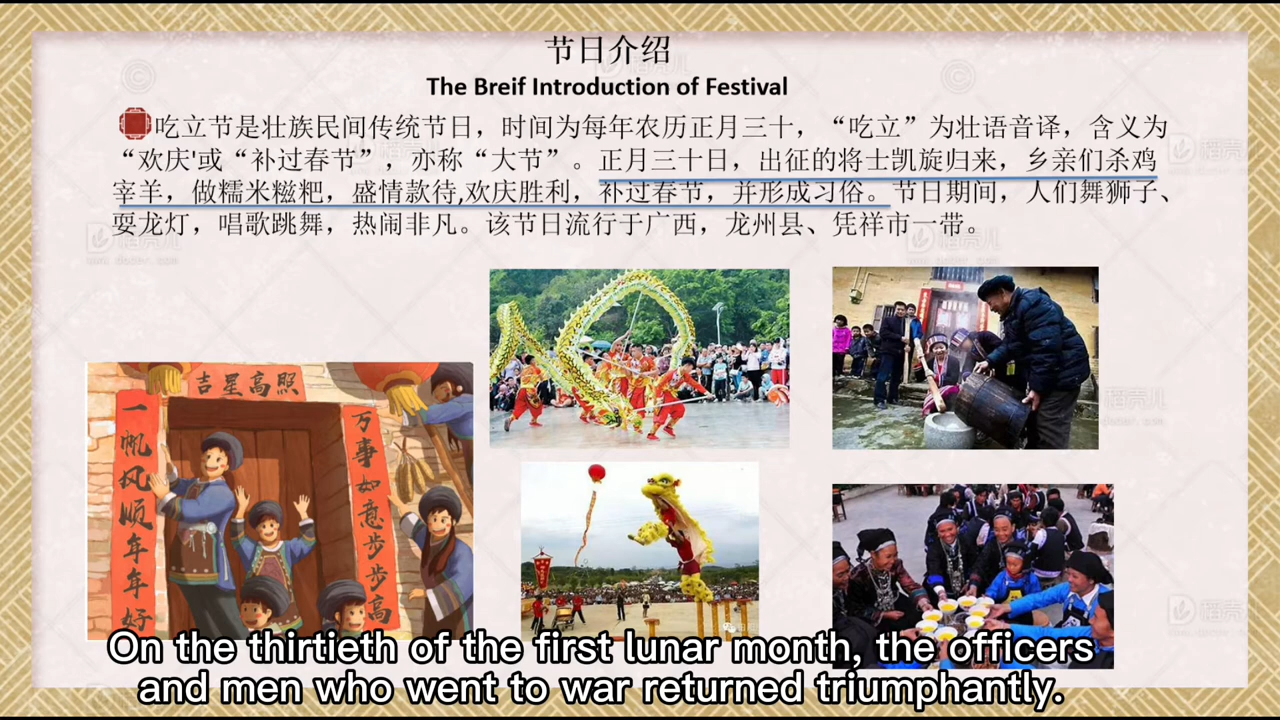 节日介绍
The Breif Introduction of Festival
吃立节是壮族民间传统节日，时间为每年农历正月三十，“吃立”为壮语音译，含义为
“欢庆'或“补过春节”，亦称“大节”。正月三十日，出征的将士凯旋归来，乡亲们杀鸡
宰羊，做糯米糍粑，盛情款待,欢庆胜利，补过春节，并形成习俗。节日期间，人们舞狮子、
耍龙灯，唱歌跳舞，热闹非凡。该节日流行于广西，龙州县、凭祥市一带。
吉星高照
一帆风顺年年好
万事如意步步高
On the thirtieth of the first lunar month, the officers
and men who went to war returned triumphantly.